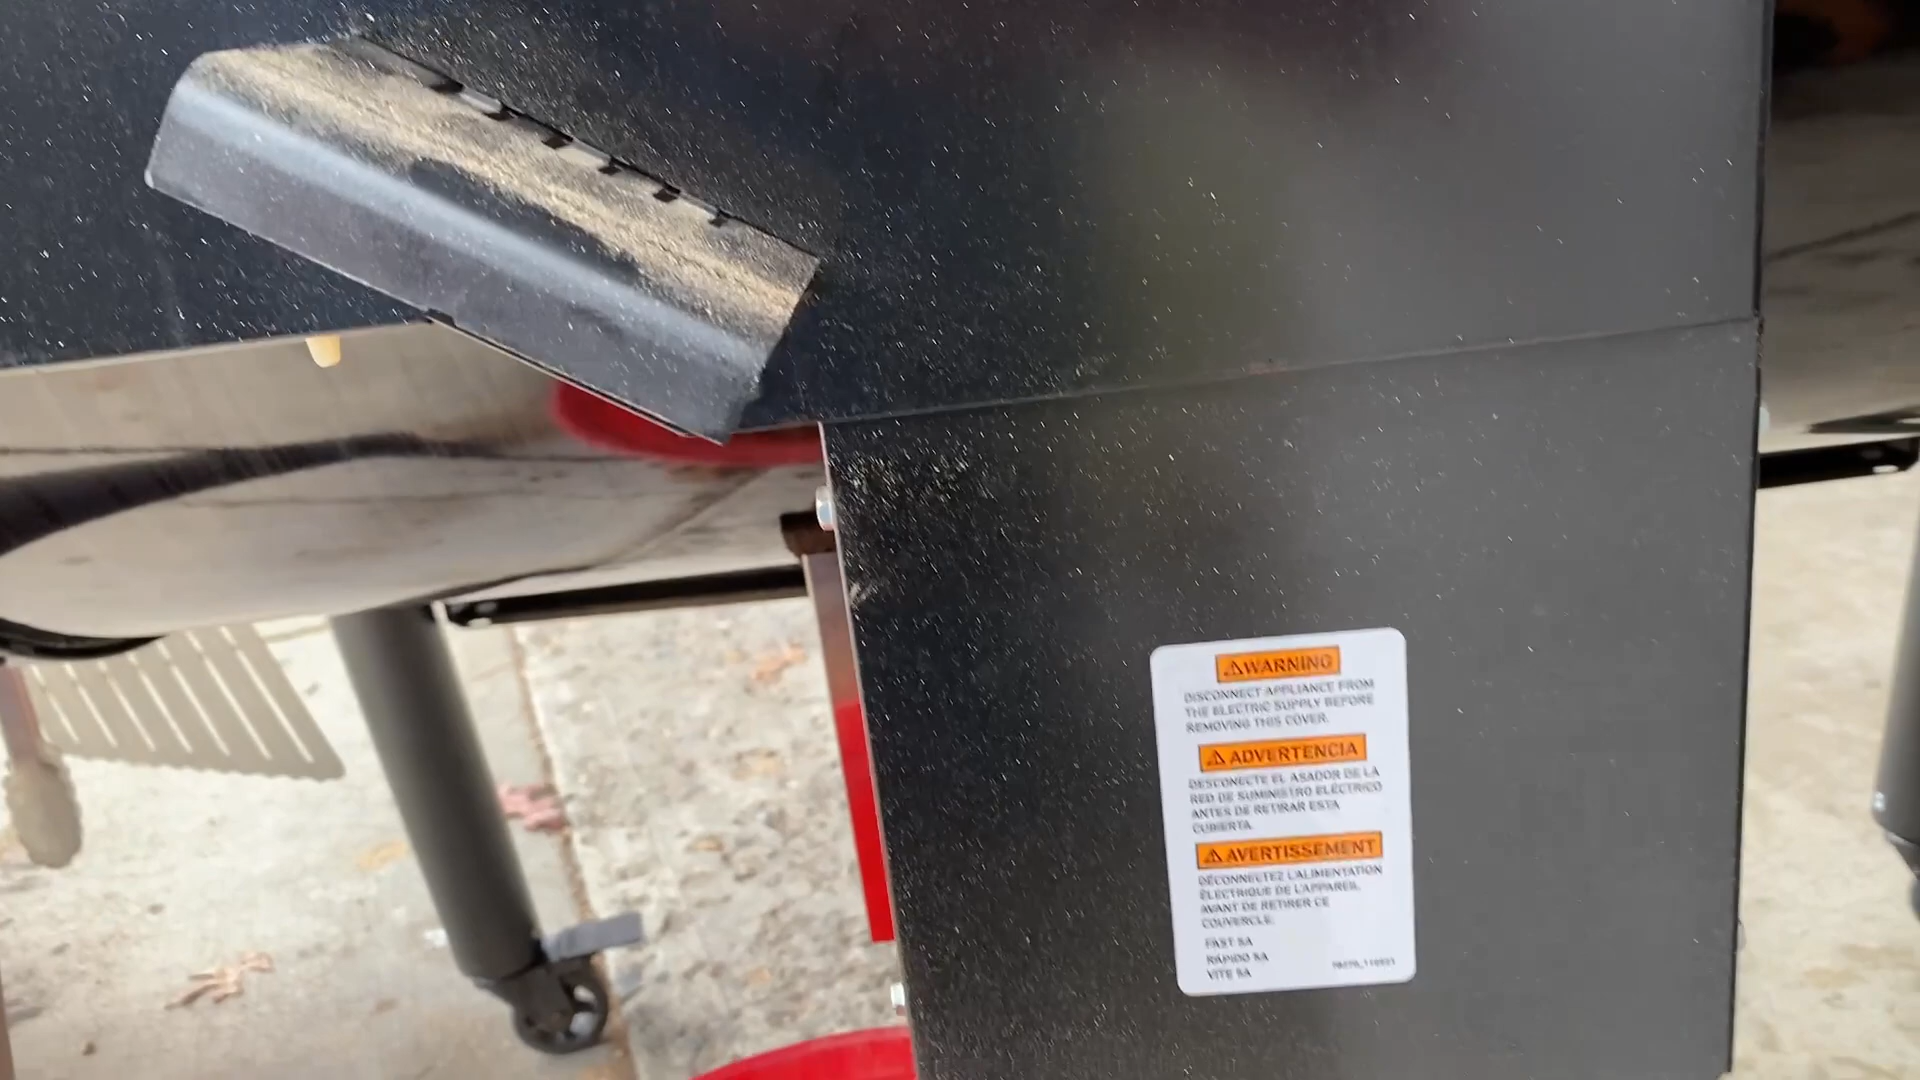 ⚠WARNING
DISCONNECT APPLIANCE FROM
THE ELECTRIC SUPPLY BEFORE
REMOVING THIS COVER.
⚠ ADVERTENCIA
DESCONECTE EL ASADOR DE LA
RED DE SUMINISTRO ELÉCTRICO
ANTES DE RETIRAR ESTA
CUBIERTA.
⚠ AVERTISSEMENT
DÉCONNECTEZ L'ALIMENTATION
ÉLECTRIQUE DE L'APPAREIL
AVANT DE RETIRER CE
COUVERCLE.
FAST 5A
RÁPIDO 5A
VITE 5A